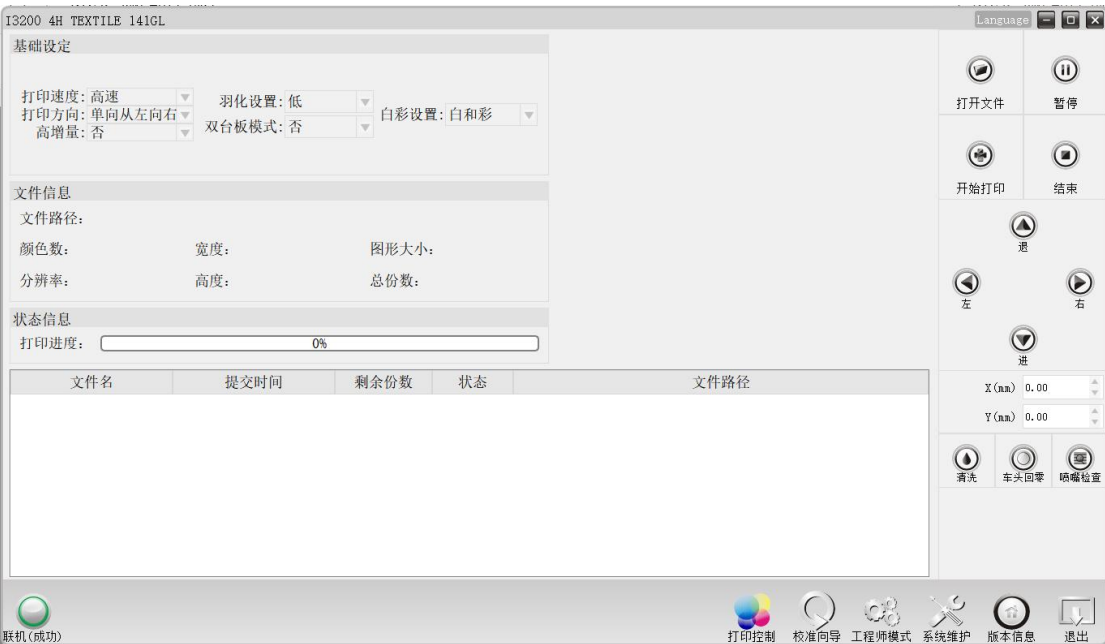 I3200 4H TEXTILE 141GL
Language
基础设定
打印速度: 高速
打印方向: 单向从左向右
高增量: 否
羽化设置: 低
双台板模式: 否
白彩设置: 白和彩
文件信息
文件路径:
颜色数: 宽度: 图形大小:
分辨率: 高度: 总份数:
状态信息
打印进度: 0%
文件名 提交时间 剩余份数 状态 文件路径
打开文件 暂停
开始打印 结束
退
左 右
进
X(mm) 0.00
Y(mm) 0.00
清洗 车头回零 喷嘴检查
联机(成功) 打印控制 校准向导 工程师模式 系统维护 版本信息 退出